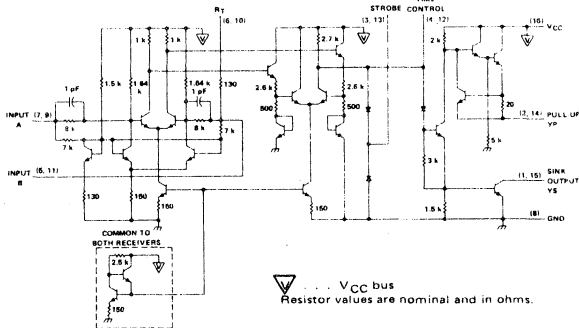 RT
(6, 10)
STROBE
(3, 13)
CONTROL
(4, 12)
(16)
VCC
1 k
1 k
2.7 k
2 k
1.5 k
1.64 k
1.64 k
130
1 pF
1 pF
2.6 k
2.6 k
500
500
20
INPUT A
(7, 9)
8 k
8 k
7 k
7 k
PULL-UP YP
(2, 14)
5 k
INPUT B
(5, 11)
3 k
130
150
150
150
1.5 k
(1, 15)
SINK OUTPUT YS
(8)
GND
COMMON TO BOTH RECEIVERS
2.5 k
150
. . . VCC bus
Resistor values are nominal and in ohms.